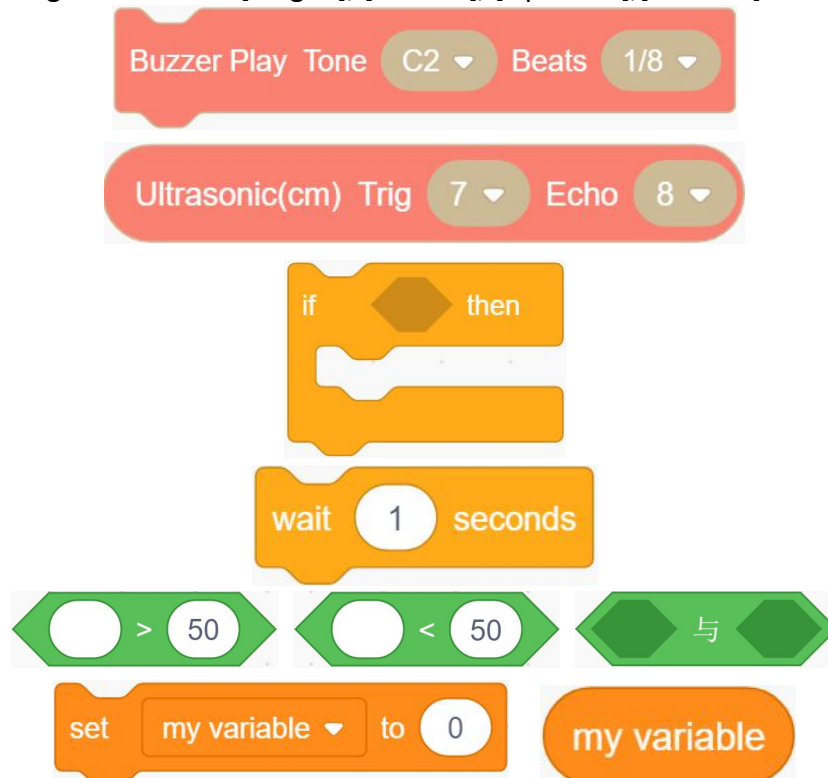 Buzzer Play Tone C2 Beats 1/8
Ultrasonic(cm) Trig 7 Echo 8
if then
wait 1 seconds
> 50 < 50 与
set my variable to 0 my variable